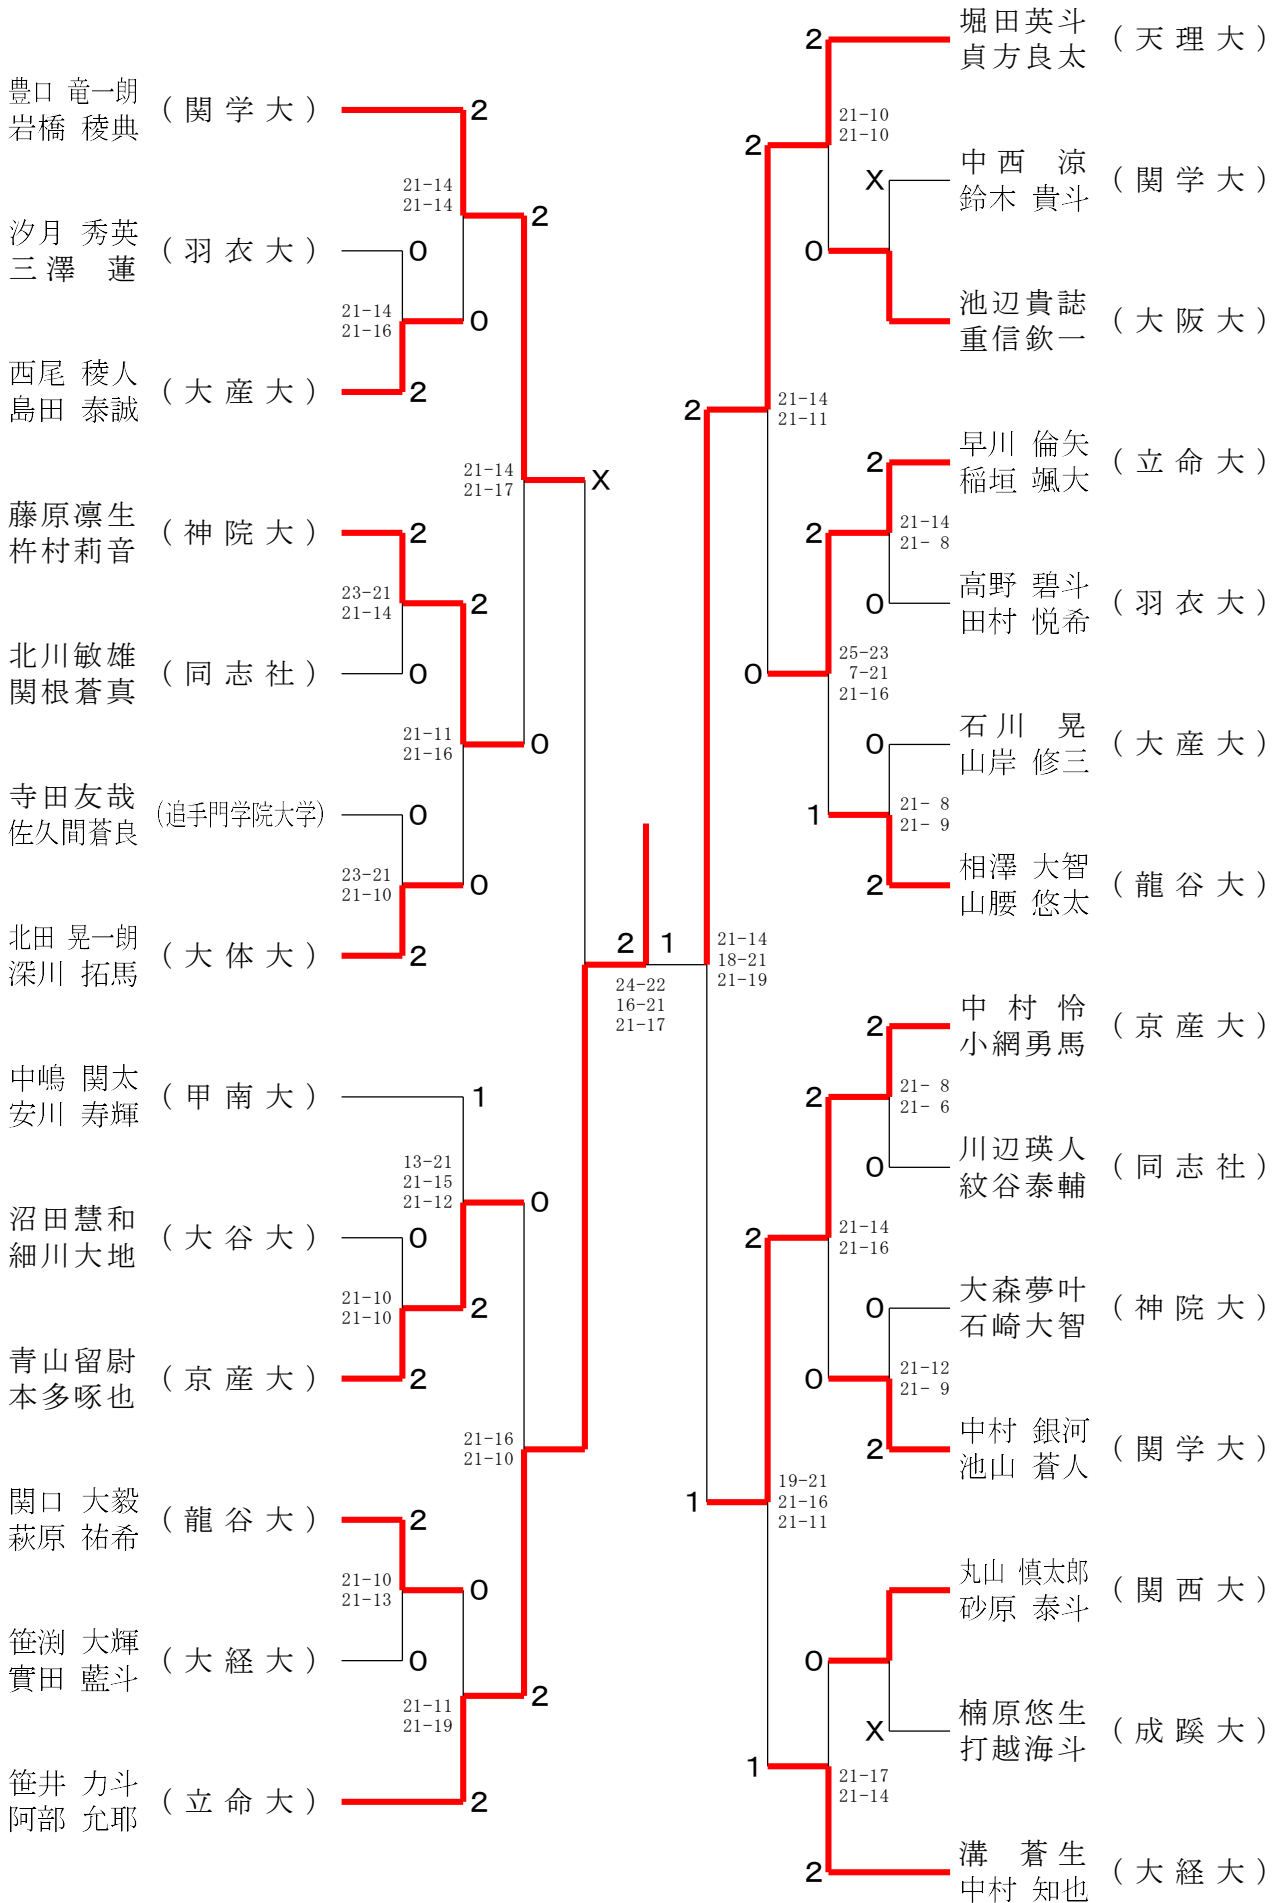 豊口 竜一朗
岩橋 稜典
(関学大)
2
21-14
21-14
2
汐月 秀英
三澤 蓮
(羽衣大)
0
21-14
21-16
0
西尾 稜人
島田 泰誠
(大産大)
2
21-14
21-17
X
藤原凛生
杵村莉音
(神院大)
2
23-21
21-14
2
北川敏雄
関根蒼真
(同志社)
0
21-11
21-16
0
寺田友哉
佐久間蒼良
(追手門学院大学)
0
23-21
21-10
0
北田 晃一朗
深川 拓馬
(大体大)
2
2 1
24-22
16-21
21-17
中嶋 関太
安川 寿輝
(甲南大)
1
13-21
21-15
21-12
0
沼田慧和
細川大地
(大谷大)
0
21-10
21-10
2
青山留尉
本多啄也
(京産大)
2
21-16
21-10
関口 大毅
萩原 祐希
(龍谷大)
2
21-10
21-13
0
笹渕 大輝
實田 藍斗
(大経大)
0
21-11
21-19
2
笹井 力斗
阿部 允耶
(立命大)
2
2
堀田英斗
貞方良太
(天理大)
21-10
21-10
2
X
中西 涼
鈴木 貴斗
(関学大)
0
池辺貴誌
重信欽一
(大阪大)
2
21-14
21-11
2
早川 倫矢
稲垣 颯大
(立命大)
2
21-14
21- 8
0
高野 碧斗
田村 悦希
(羽衣大)
0
25-23
7-21
21-16
0
石川 晃
山岸 修三
(大産大)
1
21- 8
21- 9
2
相澤 大智
山腰 悠太
(龍谷大)
21-14
18-21
21-19
2
中村 怜
小網勇馬
(京産大)
2
21- 8
21- 6
0
川辺瑛人
紋谷泰輔
(同志社)
2
21-14
21-16
0
大森夢叶
石崎大智
(神院大)
0
21-12
21- 9
2
中村 銀河
池山 蒼人
(関学大)
1
19-21
21-16
21-11
丸山 慎太郎
砂原 泰斗
(関西大)
0
X
楠原悠生
打越海斗
(成蹊大)
1
21-17
21-14
2
溝 蒼生
中村 知也
(大経大)